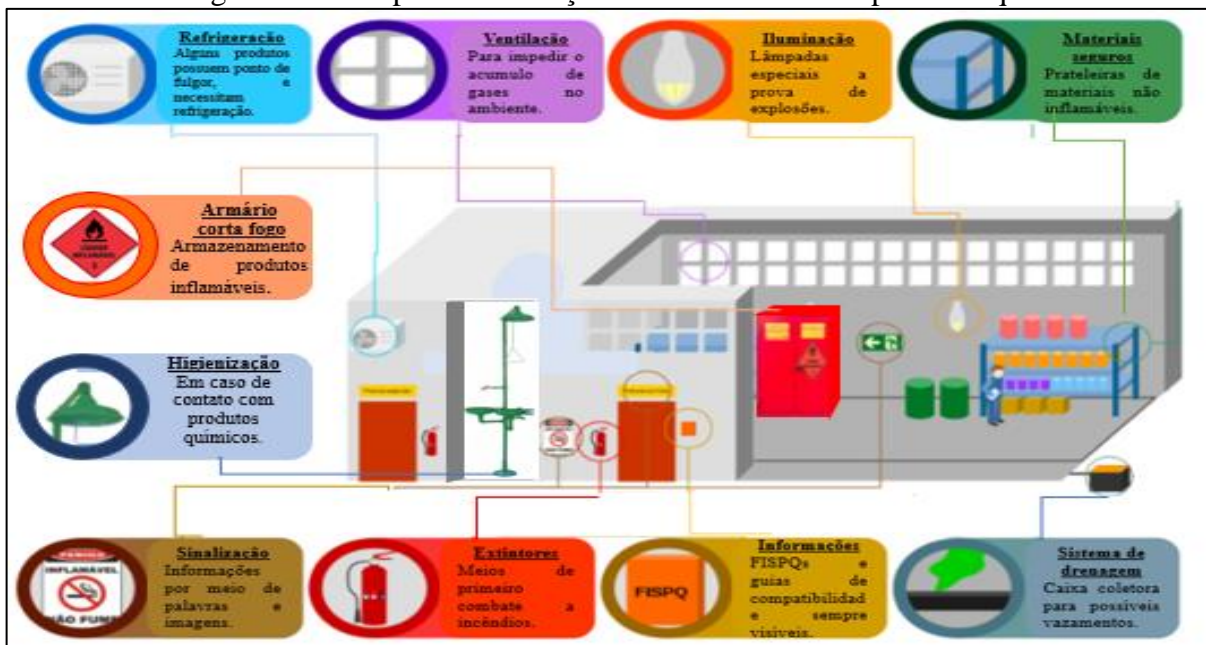 Refrigeração
Alguns produtos
possuem ponto de
fulgor, e
necessitam
refrigeração.
Ventilação
Para impedir o
acumulo de
gases no
ambiente.
Iluminação
Lâmpadas
especiais a
prova de
explosões.
Materiais
seguros
Prateleiras de
materiais não
inflamáveis.
Armário
corta fogo
Armazenamento
de produtos
inflamáveis.
Higienização
Em caso de
contato com
produtos
químicos.
Sinalização
Informações
por meio de
palavras e
imagens.
PERIGO
INFLAMÁVEL
NÃO FUME
Extintores
Meios de
primeiro
combate a
incêndios.
Informações
FISPQs e
guias de
compatibilidad
e sempre
visíveis.
FISPQ
Sistema de
drenagem
Caixa coletora
para possíveis
vazamentos.